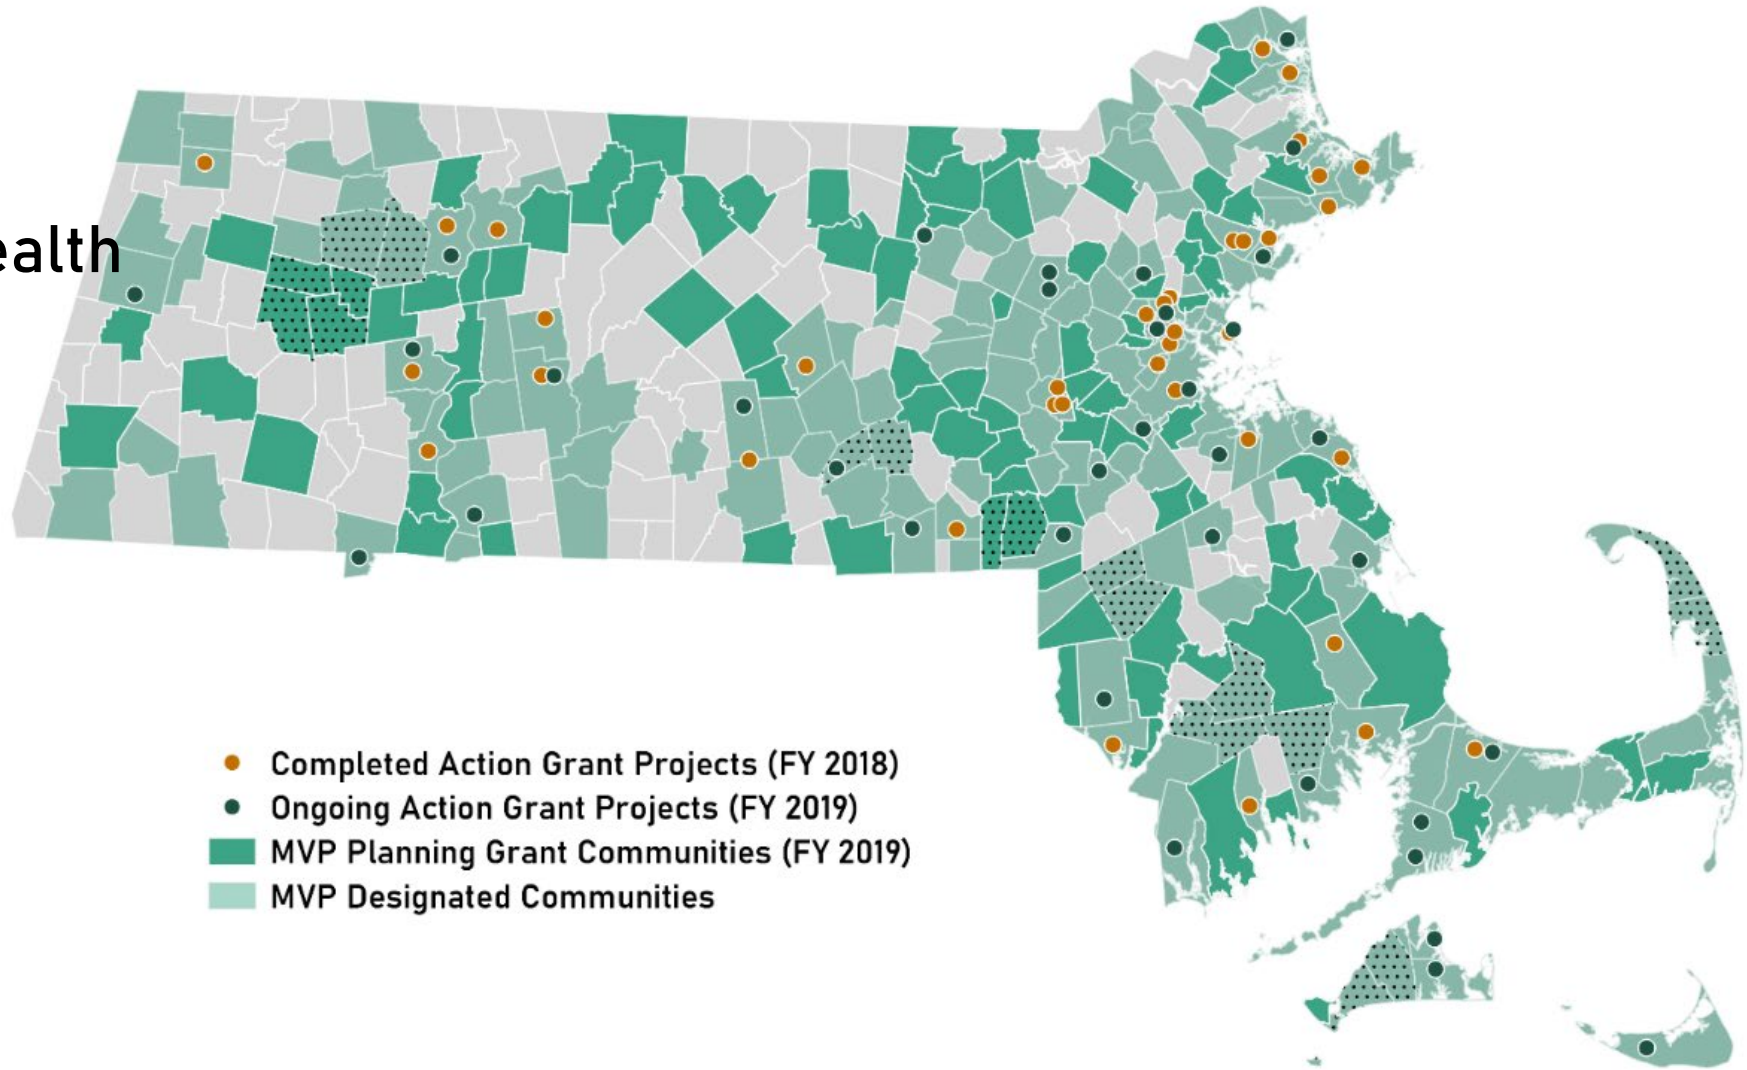 ealth
Completed Action Grant Projects (FY 2018)
Ongoing Action Grant Projects (FY 2019)
MVP Planning Grant Communities (FY 2019)
MVP Designated Communities